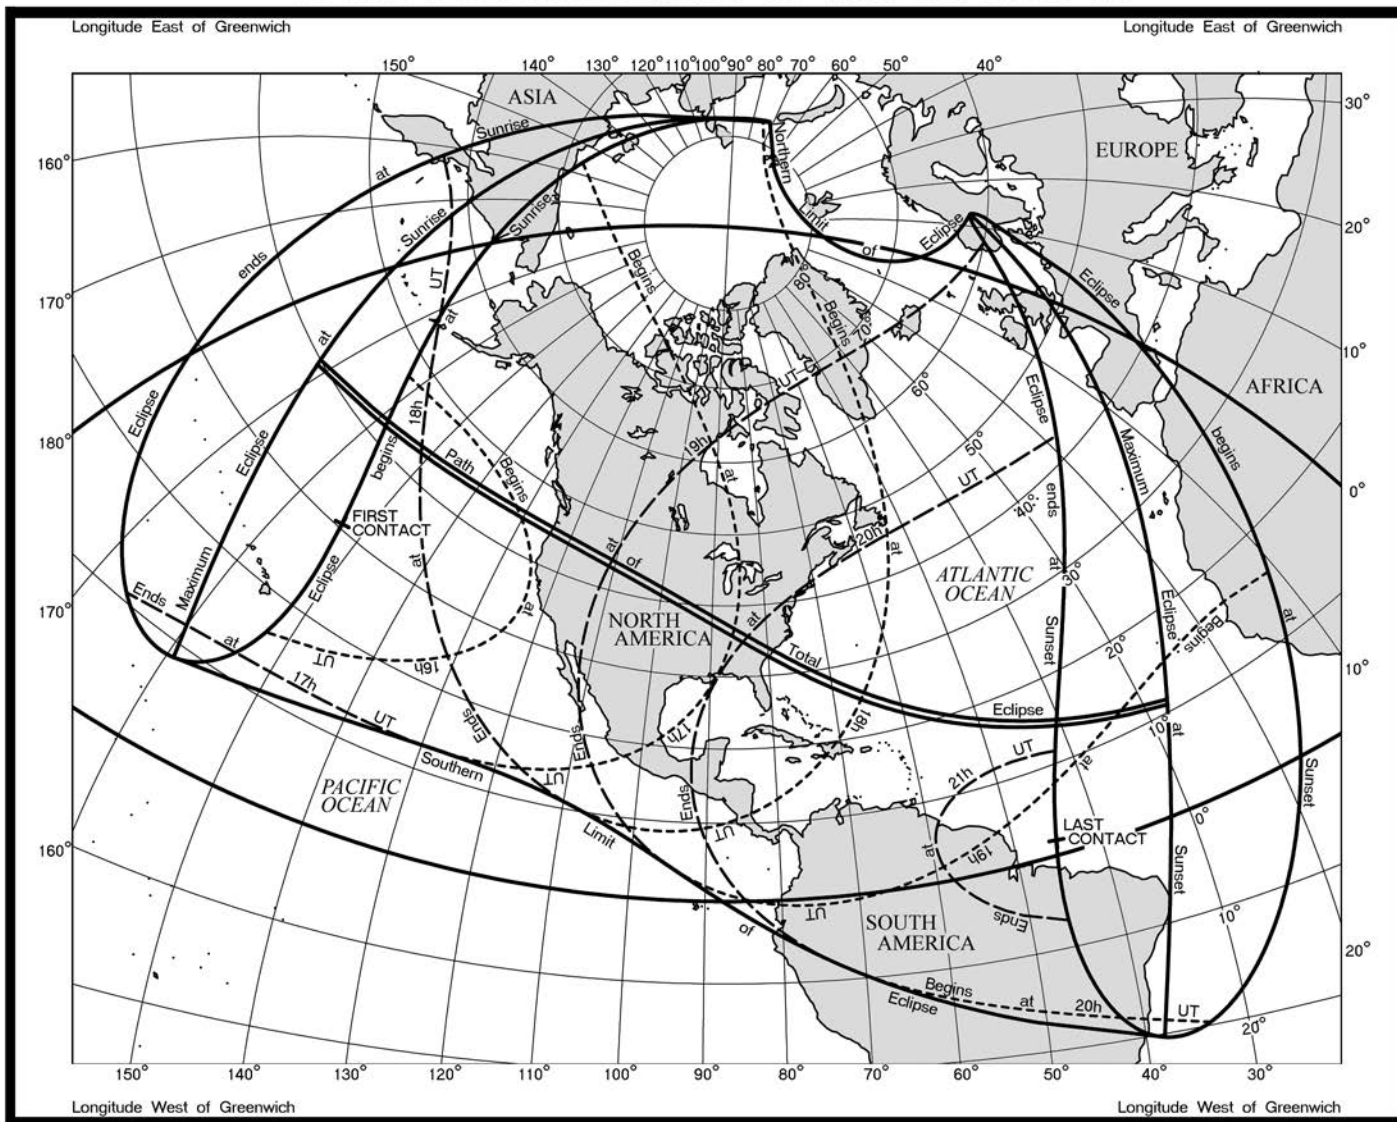 Longitude East of Greenwich
Longitude East of Greenwich
150° 140° 130° 120° 110° 100° 90° 80° 70° 60° 50° 40°
ASIA
30°
Sunrise
Northern
EUROPE
160°
at
Sunrise
Sunrise
Limit
Eclipse
20°
of
ends
UT
Begins
80°
Eclipse
170°
at
at
Begins
70°
10°
UT
60°
AFRICA
Eclipse
18h
Eclipse
begins
180°
Eclipse
begins
Path
Begins
19h
at
50°
UT
Maximum
0°
ends
40°
FIRST
CONTACT
20h
at
at
at
of
at
30°
ATLANTIC
OCEAN
Maximum
Eclipse
Ends
at
170°
at
UT
16h
NORTH
AMERICA
at
Total
Sunset
20°
Eclipse
Begins
at
10°
17h
UT
Ends
Ends
17h
18h
Eclipse
UT
10°
at
at
Southern
UT
21h
Sunset
PACIFIC
OCEAN
Ends
Limit
UT
at
19h
LAST
CONTACT
0°
160°
Sunset
UT
SOUTH
AMERICA
Ends
10°
of
20°
Begins
at
20h
UT
Eclipse
20°
150° 140° 130° 120° 110° 100° 90° 80° 70° 60° 50° 40° 30°
Longitude West of Greenwich
Longitude West of Greenwich